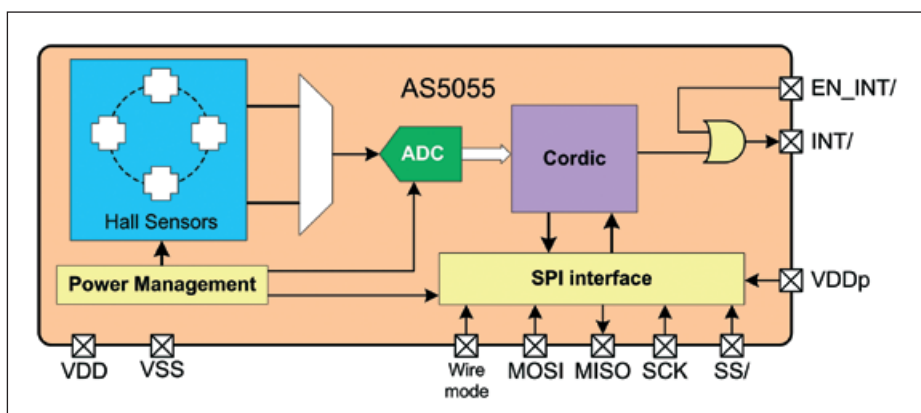 AS5055
EN_INT/
INT/
ADC
Cordic
Hall Sensors
Power Management
SPI interface
VDDp
VDD
VSS
Wire
mode
MOSI
MISO
SCK
SS/